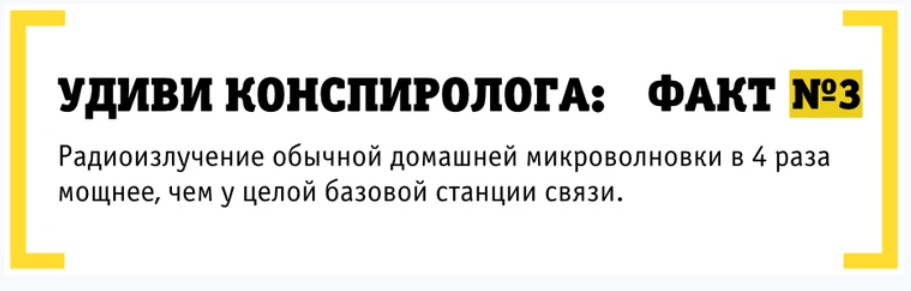 УДИВИ КОНСПИРОЛОГА: ФАКТ №3
Радиоизлучение обычной домашней микроволновки в 4 раза
мощнее, чем у целой базовой станции связи.